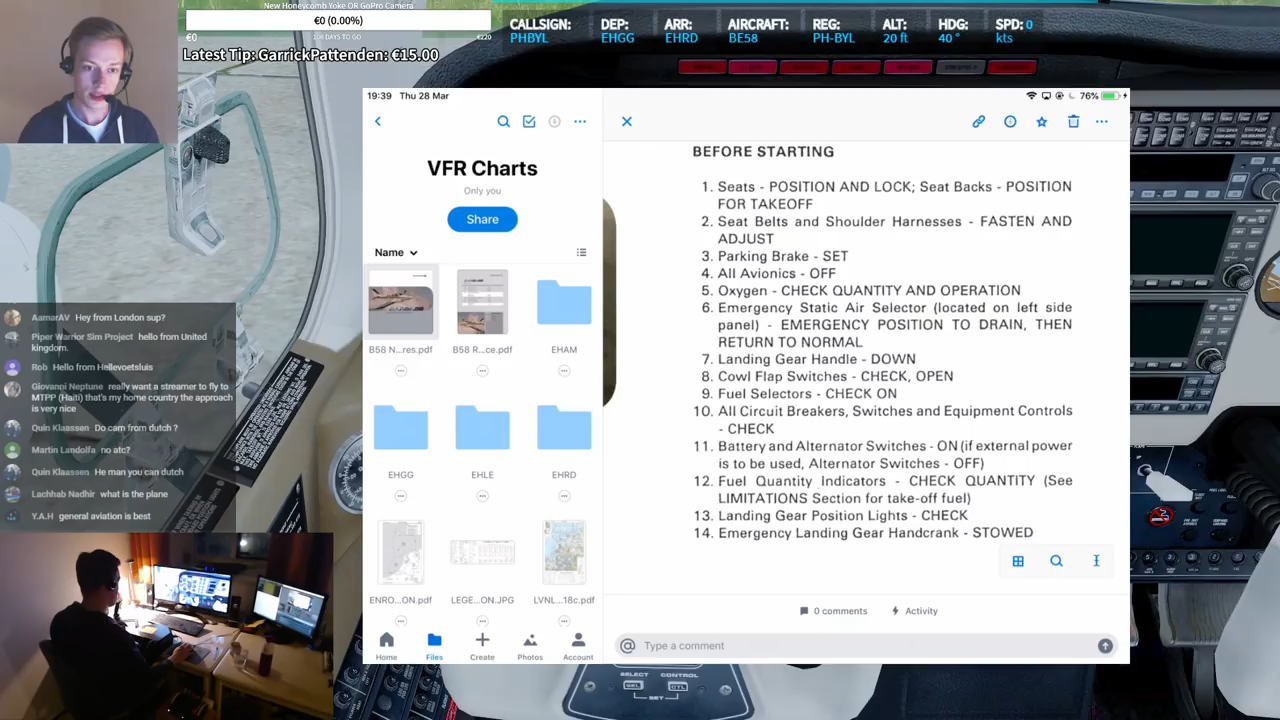 New Honeycomb Yoke OR GoPro Camera
€0 (0.00%)
€0
108 DAYS TO GO
€220
Latest Tip: GarrickPattenden: €15.00
CALLSIGN:
PHBYL
DEP:
EHGG
ARR:
EHRD
AIRCRAFT:
BE58
REG:
PH-BYL
ALT:
20 ft
HDG:
40 °
SPD: 0
kts
19:39 Thu 28 Mar
76%
VFR Charts
Only you
Share
Name
B58 N...res.pdf
B58 R...ce.pdf
EHAM
EHGG
EHLE
EHRD
ENRO...ON.pdf
LEGE...ON.JPG
LVNL...18c.pdf
Home
Files
Create
Photos
Account
BEFORE STARTING
1. Seats - POSITION AND LOCK; Seat Backs - POSITION
FOR TAKEOFF
2. Seat Belts and Shoulder Harnesses - FASTEN AND
ADJUST
3. Parking Brake - SET
4. All Avionics - OFF
5. Oxygen - CHECK QUANTITY AND OPERATION
6. Emergency Static Air Selector (located on left side
panel) - EMERGENCY POSITION TO DRAIN, THEN
RETURN TO NORMAL
7. Landing Gear Handle - DOWN
8. Cowl Flap Switches - CHECK, OPEN
9. Fuel Selectors - CHECK ON
10. All Circuit Breakers, Switches and Equipment Controls
- CHECK
11. Battery and Alternator Switches - ON (if external power
is to be used, Alternator Switches - OFF)
12. Fuel Quantity Indicators - CHECK QUANTITY (See
LIMITATIONS Section for take-off fuel)
13. Landing Gear Position Lights - CHECK
14. Emergency Landing Gear Handcrank - STOWED
0 comments
Activity
Type a comment
AamarAV Hey from London sup?
Piper Warrior Sim Project hello from United
kingdom.
Rob Hello from Hellevoetsluis
Giovanni Neptune really want a streamer to fly to
MTPP (Haiti) that's my home country the approach
is very nice
Quin Klaassen Do cam from dutch ?
Martin Landolfa no atc?
Quin Klaassen He man you can dutch
Lachhab Nadhir what is the plane
Y.A.H general aviation is best
SELECT
CONTROL
SEL
CTL
SET